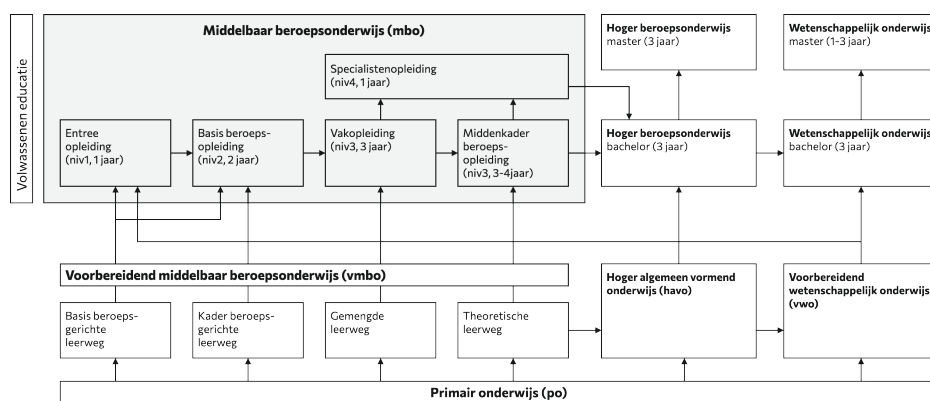 Volwassenen educatie
Middelbaar beroepsonderwijs (mbo)
Hoger beroepsonderwijs
master (3 jaar)
Wetenschappelijk onderwijs
master (1-3 jaar)
Specialistenopleiding
(niv4, 1 jaar)
Entree
opleiding
(niv1, 1 jaar)
Basis beroeps-
opleiding
(niv2, 2 jaar)
Vakopleiding
(niv3, 3 jaar)
Middenkader
beroeps-
opleiding
(niv3, 3-4jaar)
Hoger beroepsonderwijs
bachelor (3 jaar)
Wetenschappelijk onderwijs
bachelor (3 jaar)
Voorbereidend middelbaar beroepsonderwijs (vmbo)
Hoger algemeen vormend
onderwijs (havo)
Voorbereidend
wetenschappelijk onderwijs
(vwo)
Basis beroeps-
gerichte
leerweg
Kader beroeps-
gerichte
leerweg
Gemengde
leerweg
Theoretische
leerweg
Primair onderwijs (po)